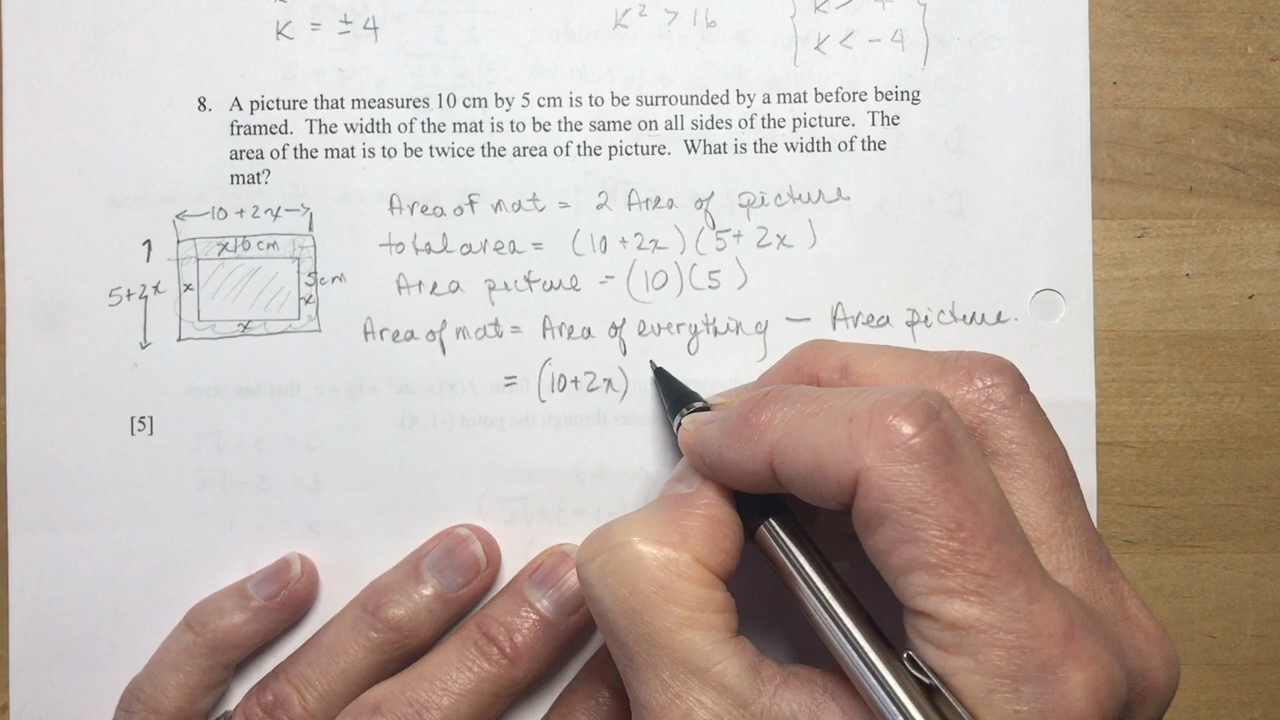 K = ± 4
K² > 16
K < - 4
8. A picture that measures 10 cm by 5 cm is to be surrounded by a mat before being
framed. The width of the mat is to be the same on all sides of the picture. The
area of the mat is to be twice the area of the picture. What is the width of the
mat?
10 + 2x
x 10 cm
5+2x
x
5cm
x
x
Area of mat = 2 Area of picture
total area = (10 + 2x)(5 + 2x)
Area picture = (10)(5)
Area of mat = Area of everything - Area picture.
= (10+2x)
[5]